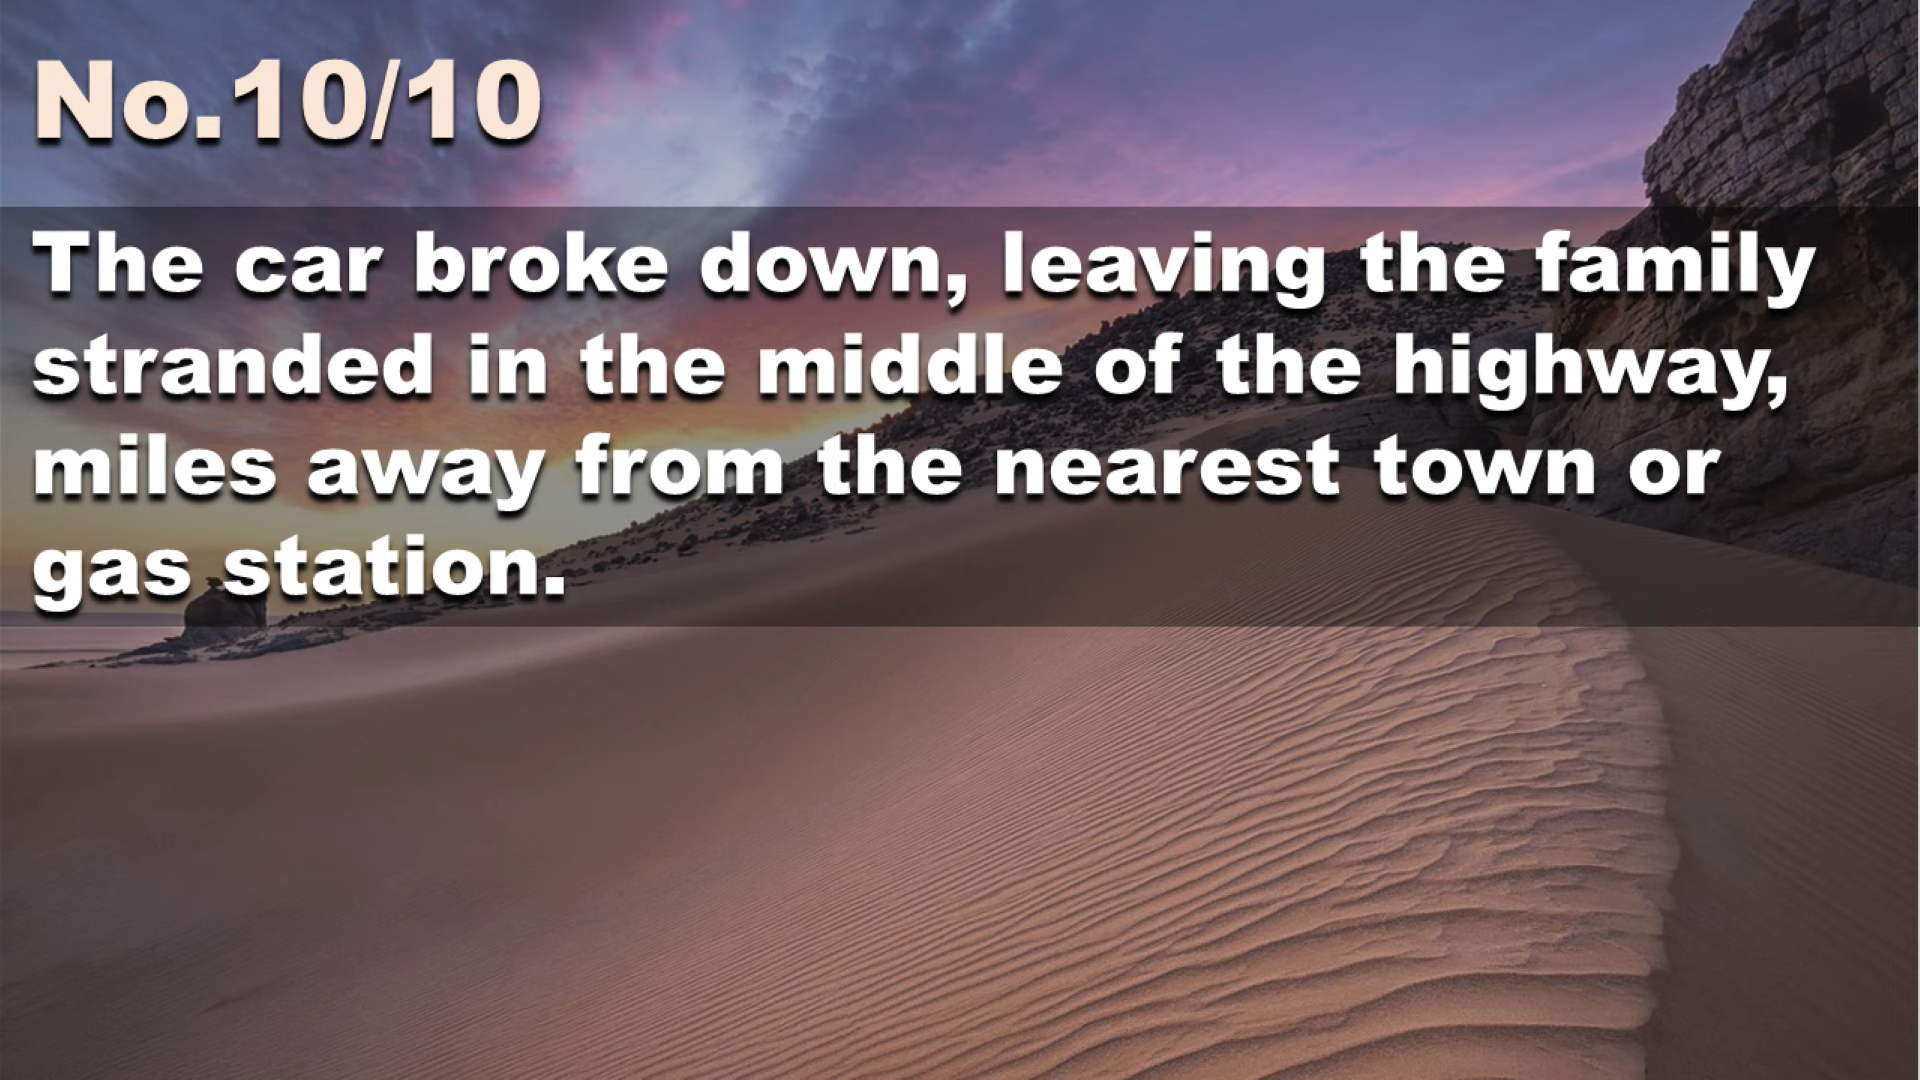 No.10/10
The car broke down, leaving the family
stranded in the middle of the highway,
miles away from the nearest town or
gas station.